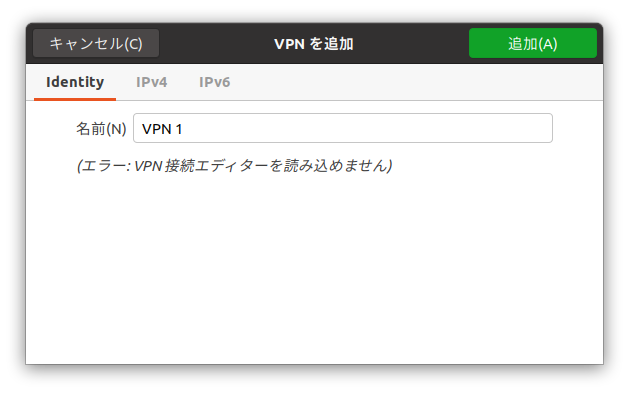 キャンセル(C) VPN を追加 追加(A)
Identity IPv4 IPv6
名前(N) VPN 1
(エラー: VPN 接続エディターを読み込めません)